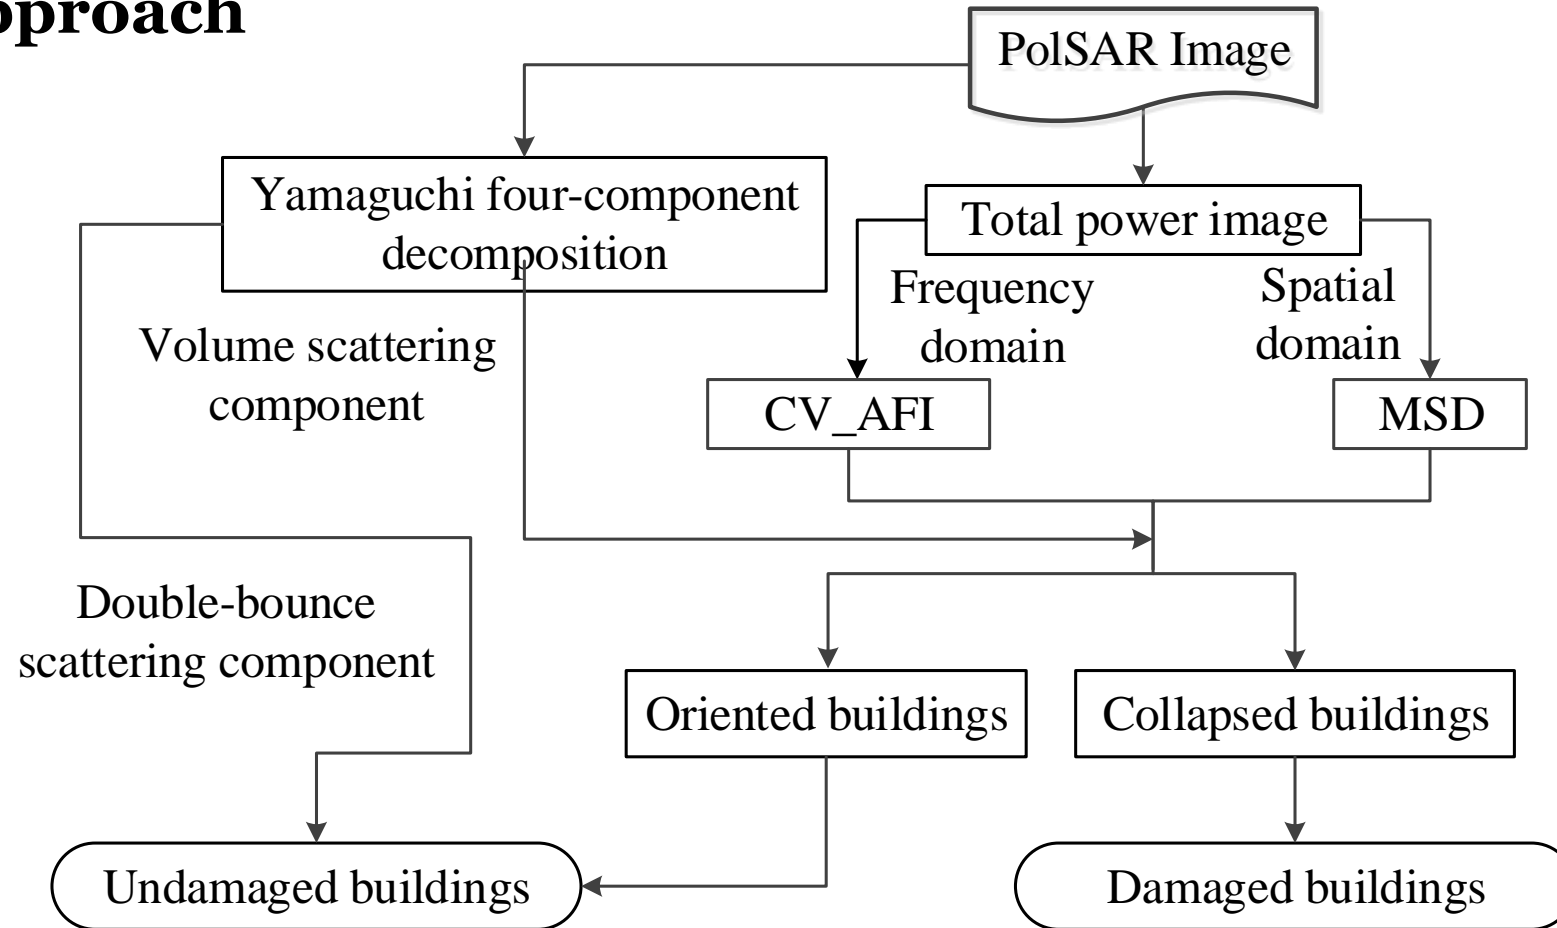 PolSAR Image
Yamaguchi four-component
decomposition
Total power image
Frequency
domain
Spatial
domain
Volume scattering
component
CV_AFI
MSD
Double-bounce
scattering component
Oriented buildings
Collapsed buildings
Undamaged buildings
Damaged buildings